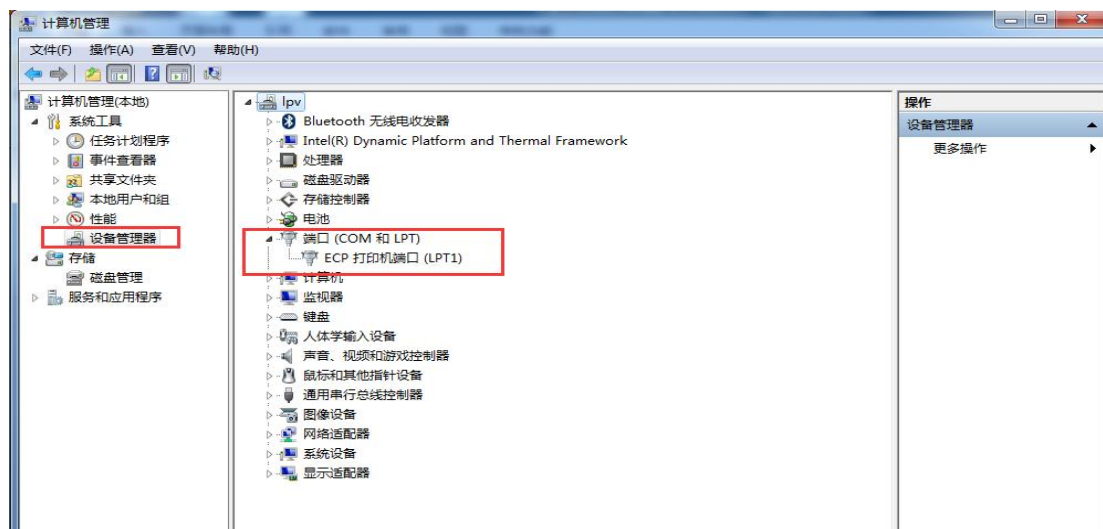 计算机管理
文件(F) 操作(A) 查看(V) 帮助(H)
计算机管理(本地)
系统工具
任务计划程序
事件查看器
共享文件夹
本地用户和组
性能
设备管理器
存储
磁盘管理
服务和应用程序
lpv
Bluetooth 无线电收发器
Intel(R) Dynamic Platform and Thermal Framework
处理器
磁盘驱动器
存储控制器
电池
端口 (COM 和 LPT)
ECP 打印机端口 (LPT1)
计算机
监视器
键盘
人体学输入设备
声音、视频和游戏控制器
鼠标和其他指针设备
通用串行总线控制器
图像设备
网络适配器
系统设备
显示适配器
操作
设备管理器
更多操作